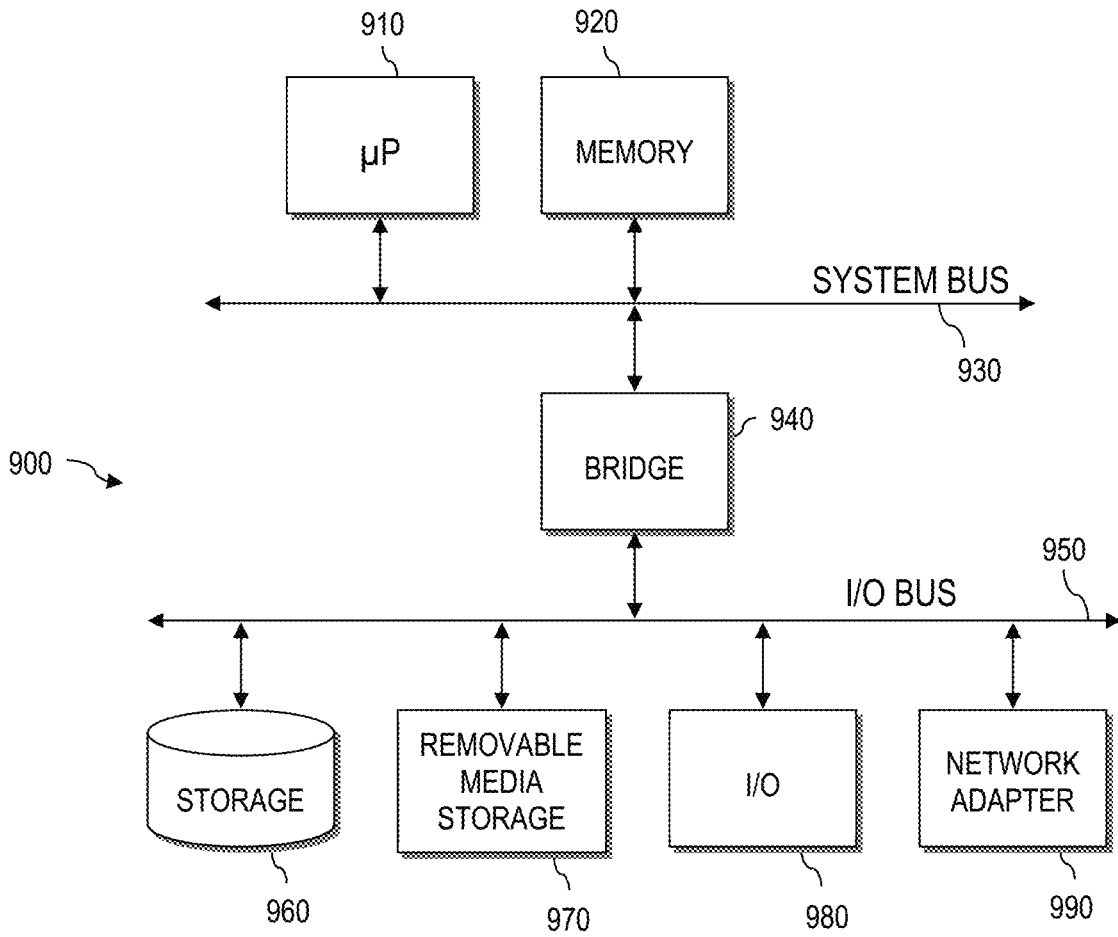 910
920
µP
MEMORY
SYSTEM BUS
930
940
BRIDGE
900
950
I/O BUS
STORAGE
REMOVABLE
MEDIA
STORAGE
I/O
NETWORK
ADAPTER
960
970
980
990